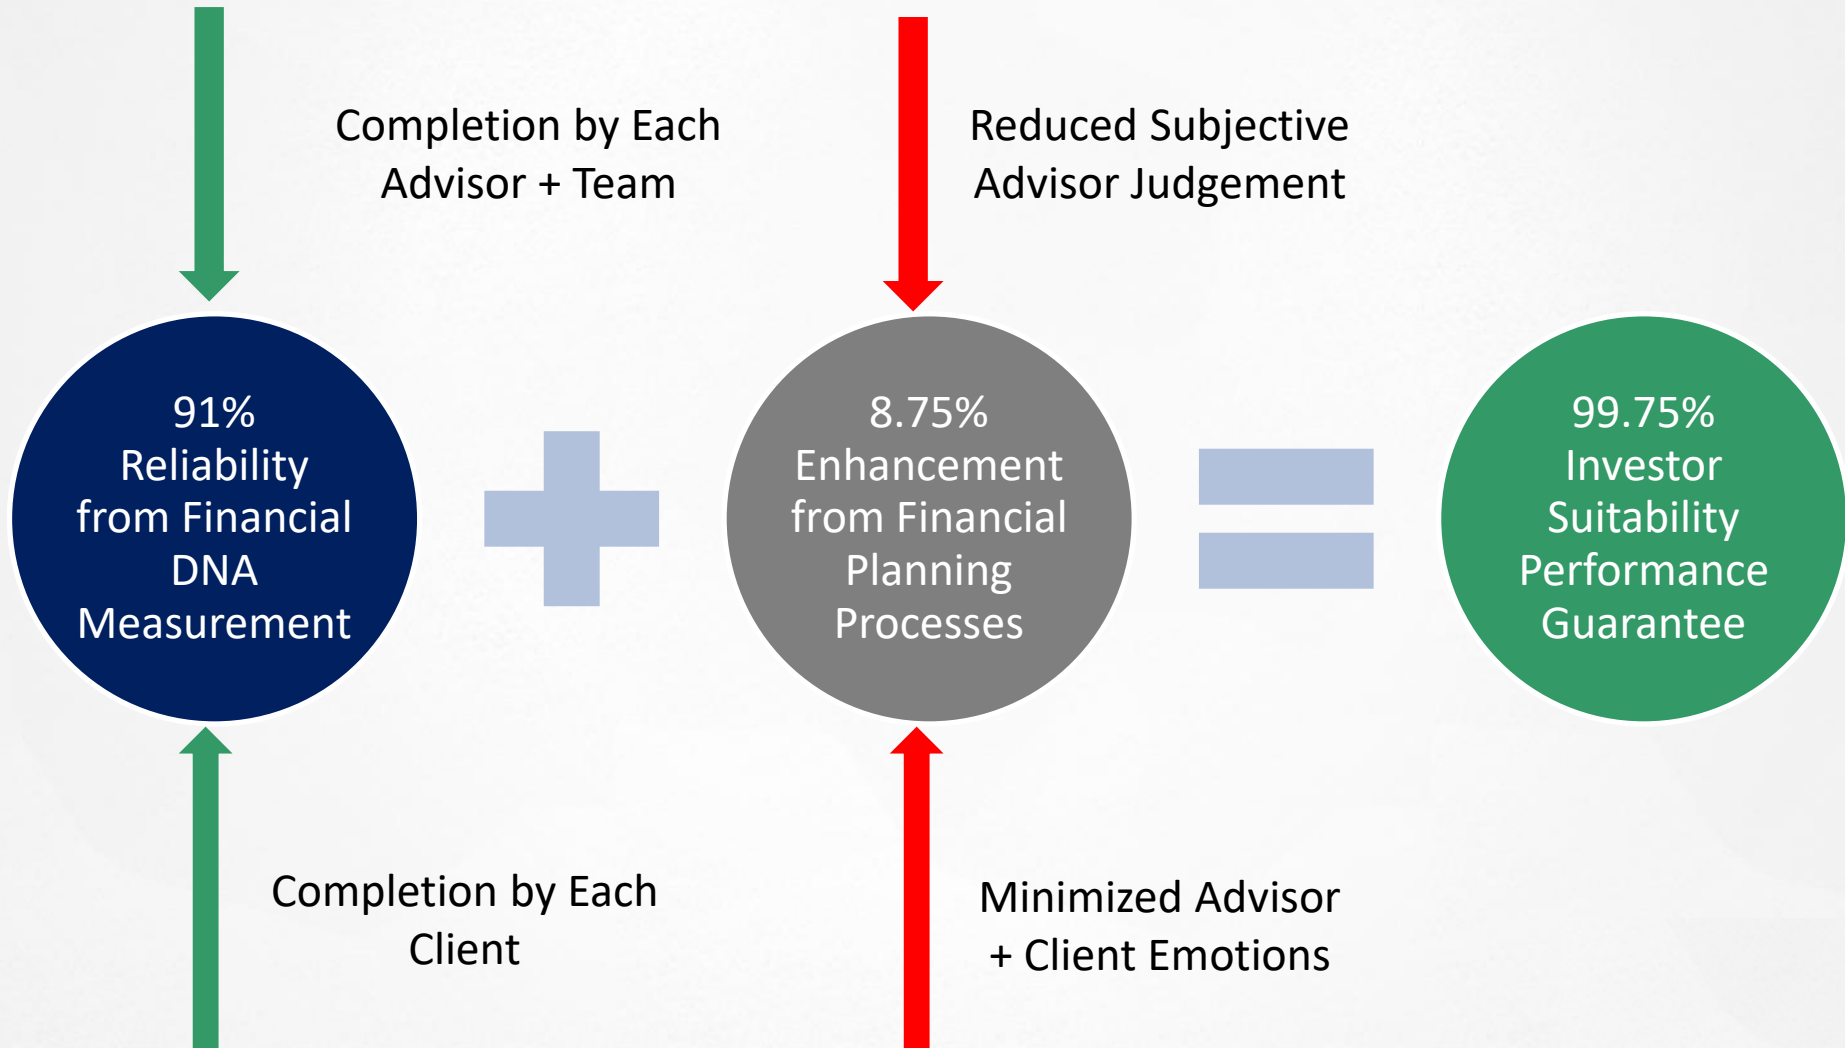 Completion by Each
Advisor + Team
Reduced Subjective
Advisor Judgement
91%
Reliability
from Financial
DNA
Measurement
8.75%
Enhancement
from Financial
Planning
Processes
99.75%
Investor
Suitability
Performance
Guarantee
Completion by Each
Client
Minimized Advisor
+ Client Emotions